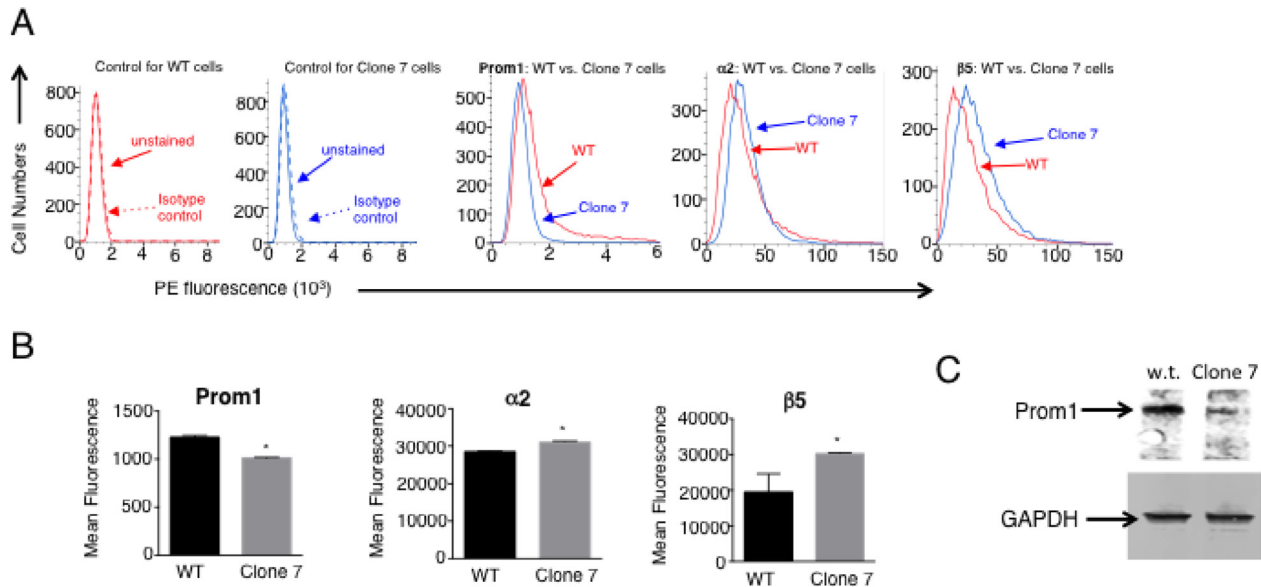 A
Cell Numbers
Control for WT cells
800
600
400
200
0
0 2 4 6 8
unstained
Isotype
control
Control for Clone 7 cells
800
600
400
200
0
0 2 4 6 8
unstained
Isotype
control
Prom1: WT vs. Clone 7 cells
500
400
300
200
100
0
0 2 4 6
WT
Clone 7
α2: WT vs. Clone 7 cells
300
200
100
0
0 50 100 150
Clone 7
WT
β5: WT vs. Clone 7 cells
300
200
100
0
0 50 100 150
Clone 7
WT
PE fluorescence (10³)
B
Prom1
Mean Fluorescence
1500
1000
500
0
*
WT Clone 7
α2
Mean Fluorescence
40000
30000
20000
10000
0
*
WT Clone 7
β5
Mean Fluorescence
40000
30000
20000
10000
0
*
WT Clone 7
C
w.t. Clone 7
Prom1
GAPDH